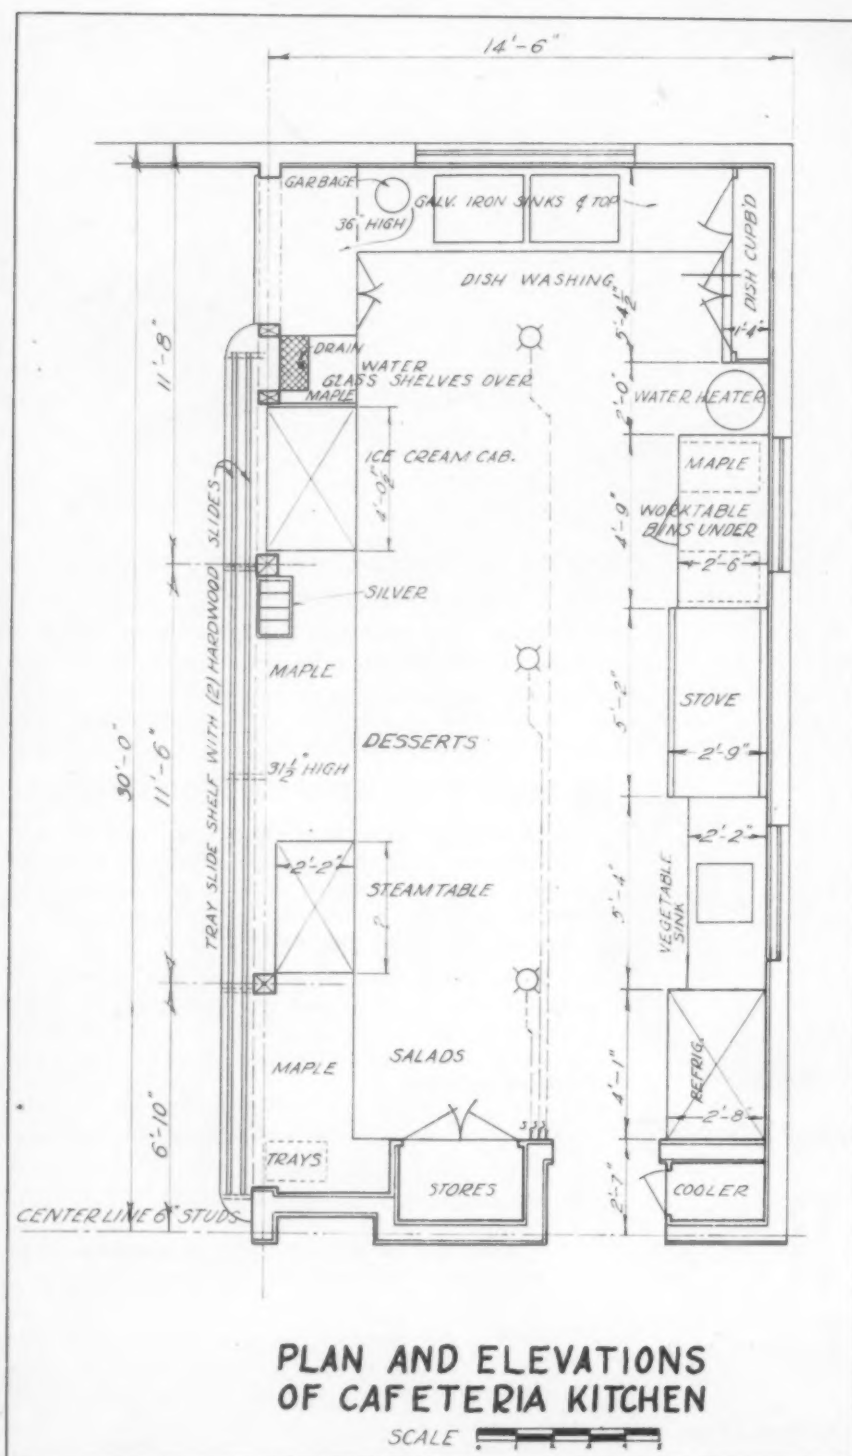 14'-6"
GARBAGE
GALV. IRON SINKS & TOP
36" HIGH
DISH CUPB'D
DISH WASHING
5'-4½"
1'-4"
11'-8"
DRAIN
WATER
GLASS SHELVES OVER
MAPLE
2'-0"
WATER HEATER
ICE CREAM CAB.
4'-0½"
MAPLE
WORKTABLE
BINS UNDER
4'-9"
2'-6"
SILVER
TRAY SLIDE SHELF WITH (2) HARDWOOD SLIDES
MAPLE
5'-2"
STOVE
DESSERTS
30'-0"
11'-6"
31½" HIGH
2'-9"
2'-2"
2'-2"
STEAMTABLE
5'-4"
VEGETABLE
SINK
SALADS
MAPLE
4'-1"
REFRIG.
2'-8"
6'-10"
TRAYS
S S S
STORES
2'-7"
COOLER
CENTER LINE 6" STUDS
PLAN AND ELEVATIONS
OF CAFETERIA KITCHEN
SCALE